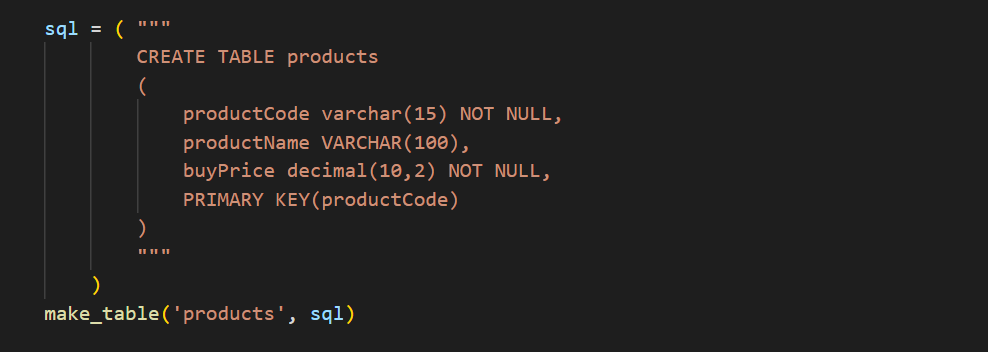 sql = ( """
CREATE TABLE products
(
productCode varchar(15) NOT NULL,
productName VARCHAR(100),
buyPrice decimal(10,2) NOT NULL,
PRIMARY KEY(productCode)
)
"""
)
make_table('products', sql)